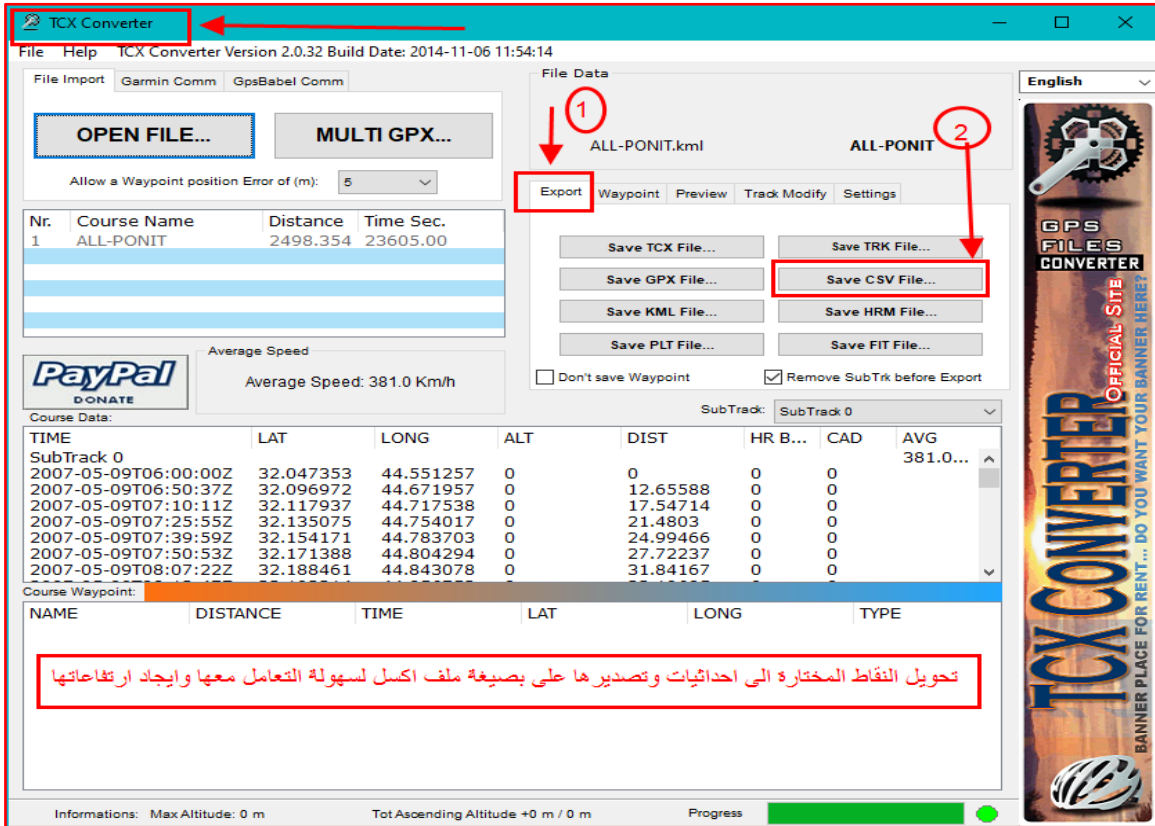 TCX Converter
File Help TCX Converter Version 2.0.32 Build Date: 2014-11-06 11:54:14
File Import Garmin Comm GpsBabel Comm
OPEN FILE... MULTI GPX...
Allow a Waypoint position Error of (m): 5
File Data
1
ALL-PONIT.kml ALL-PONIT
2
English
Export Waypoint Preview Track Modify Settings
Nr. Course Name Distance Time Sec.
1 ALL-PONIT 2498.354 23605.00
Save TCX File... Save TRK File...
Save GPX File... Save CSV File...
Save KML File... Save HRM File...
Save PLT File... Save FIT File...
Don't save Waypoint Remove SubTrk before Export
PayPal
DONATE
Average Speed
Average Speed: 381.0 Km/h
SubTrack: SubTrack 0
Course Data:
TIME LAT LONG ALT DIST HR B... CAD AVG
SubTrack 0 381.0...
2007-05-09T06:00:00Z 32.047353 44.551257 0 0 0 0
2007-05-09T06:50:37Z 32.096972 44.671957 0 12.65588 0 0
2007-05-09T07:10:11Z 32.117937 44.717538 0 17.54714 0 0
2007-05-09T07:25:55Z 32.135075 44.754017 0 21.4803 0 0
2007-05-09T07:39:59Z 32.154171 44.783703 0 24.99466 0 0
2007-05-09T07:50:53Z 32.171388 44.804294 0 27.72237 0 0
2007-05-09T08:07:22Z 32.188461 44.843078 0 31.84167 0 0
Course Waypoint:
NAME DISTANCE TIME LAT LONG TYPE
تحويل النقاط المختارة الى احداثيات وتصديرها على بصيغة ملف اكسل لسهولة التعامل معها وايجاد ارتفاعاتها
Informations: Max Altitude: 0 m Tot Ascending Altitude +0 m / 0 m Progress
GPS
FILES
CONVERTER
TCX CONVERTER
OFFICIAL SITE
BANNER PLACE FOR RENT... DO YOU WANT YOUR BANNER HERE?